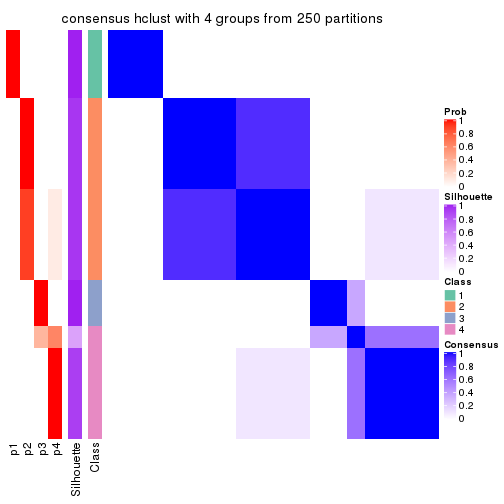 consensus hclust with 4 groups from 250 partitions
Prob
1
0.8
0.6
0.4
0.2
0
Silhouette
1
0.8
0.6
0.4
0.2
0
Class
1
2
3
4
Consensus
1
0.8
0.6
0.4
0.2
0
p1
p2
p3
p4
Silhouette
Class